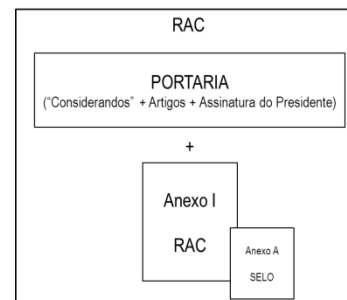 RAC
PORTARIA
("Considerandos" + Artigos + Assinatura do Presidente)
+
Anexo I
RAC
Anexo A
SELO